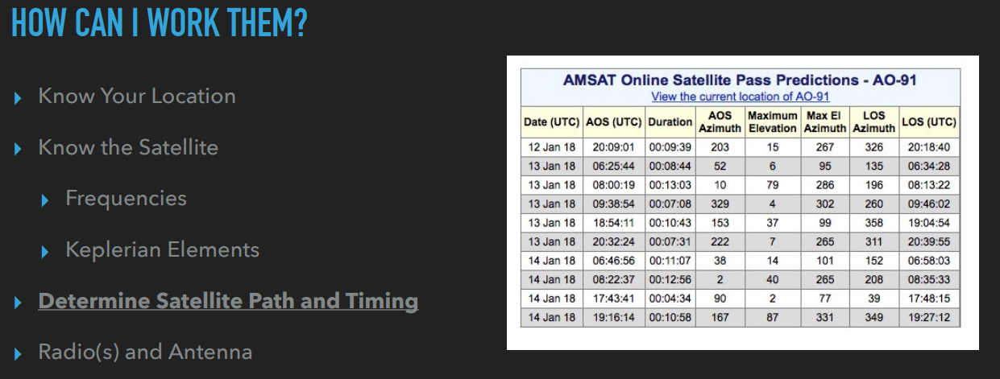 HOW CAN I WORK THEM?
Know Your Location
Know the Satellite
Frequencies
Keplerian Elements
Determine Satellite Path and Timing
Radio(s) and Antenna
AMSAT Online Satellite Pass Predictions - AO-91
View the current location of AO-91
Date (UTC) AOS (UTC) Duration AOS Azimuth Maximum Elevation Max El Azimuth LOS Azimuth LOS (UTC)
12 Jan 18 20:09:01 00:09:39 203 15 267 326 20:18:40
13 Jan 18 06:25:44 00:08:44 52 6 95 135 06:34:28
13 Jan 18 08:00:19 00:13:03 10 79 286 196 08:13:22
13 Jan 18 09:38:54 00:07:08 329 4 302 260 09:46:02
13 Jan 18 18:54:11 00:10:43 153 37 99 358 19:04:54
13 Jan 18 20:32:24 00:07:31 222 7 265 311 20:39:55
14 Jan 18 06:46:56 00:11:07 38 14 101 152 06:58:03
14 Jan 18 08:22:37 00:12:56 2 40 265 208 08:35:33
14 Jan 18 17:43:41 00:04:34 90 2 77 39 17:48:15
14 Jan 18 19:16:14 00:10:58 167 87 331 349 19:27:12